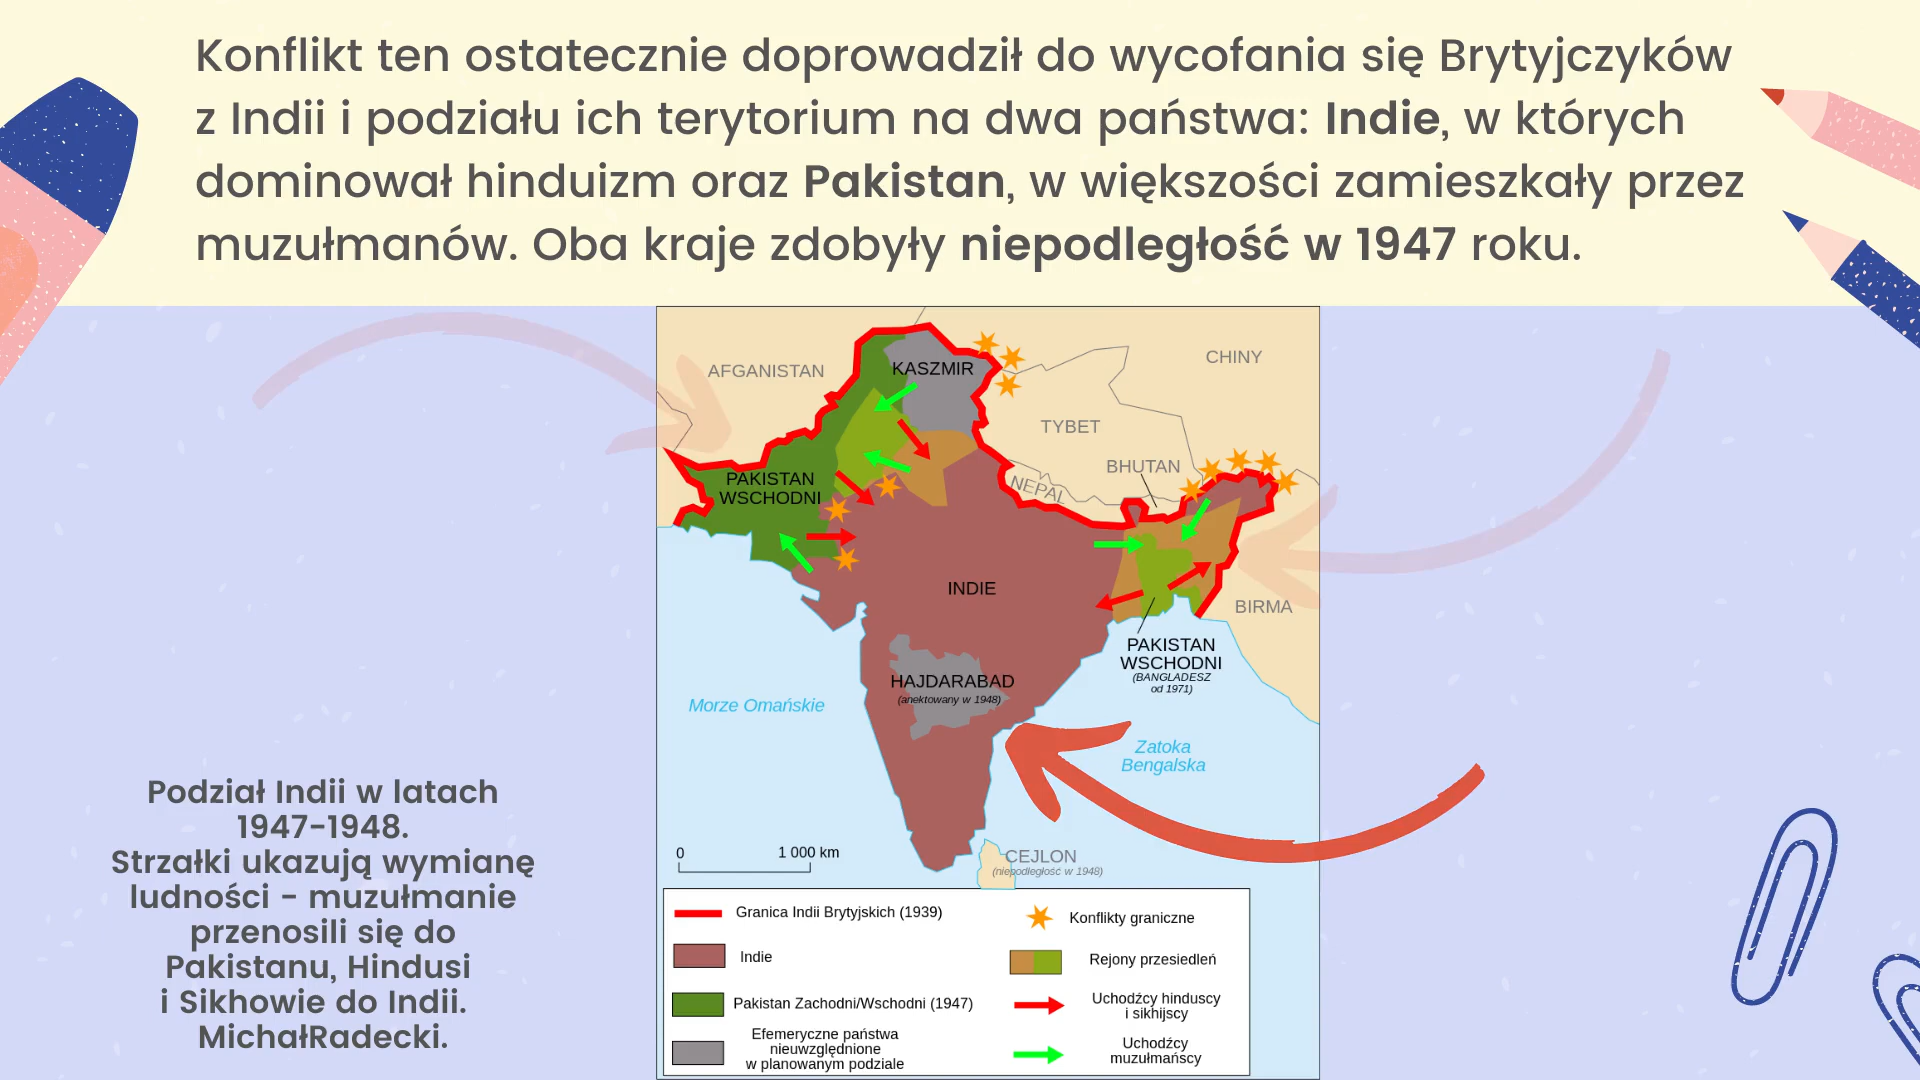 Konflikt ten ostatecznie doprowadził do wycofania się Brytyjczyków
z Indii i podziału ich terytorium na dwa państwa: Indie, w których
dominował hinduizm oraz Pakistan, w większości zamieszkały przez
muzułmanów. Oba kraje zdobyły niepodległość w 1947 roku.
AFGANISTAN
KASZMIR
CHINY
TYBET
BHUTAN
NEPAL
PAKISTAN
WSCHODNI
INDIE
BIRMA
PAKISTAN
WSCHODNI
(BANGLADESZ
od 1971)
HAJDARABAD
(anektowany w 1948)
Morze Omańskie
Zatoka
Bengalska
0 1 000 km
CEJLON
(niepodległość w 1948)
Granica Indii Brytyjskich (1939)
Indie
Pakistan Zachodni/Wschodni (1947)
Efemeryczne państwa
nieuwzględnione
w planowanym podziale
Konflikty graniczne
Rejony przesiedleń
Uchodźcy hinduscy
i sikhijscy
Uchodźcy
muzułmańscy
Podział Indii w latach
1947-1948.
Strzałki ukazują wymianę
ludności - muzułmanie
przenosili się do
Pakistanu, Hindusi
i Sikhowie do Indii.
MichałRadecki.